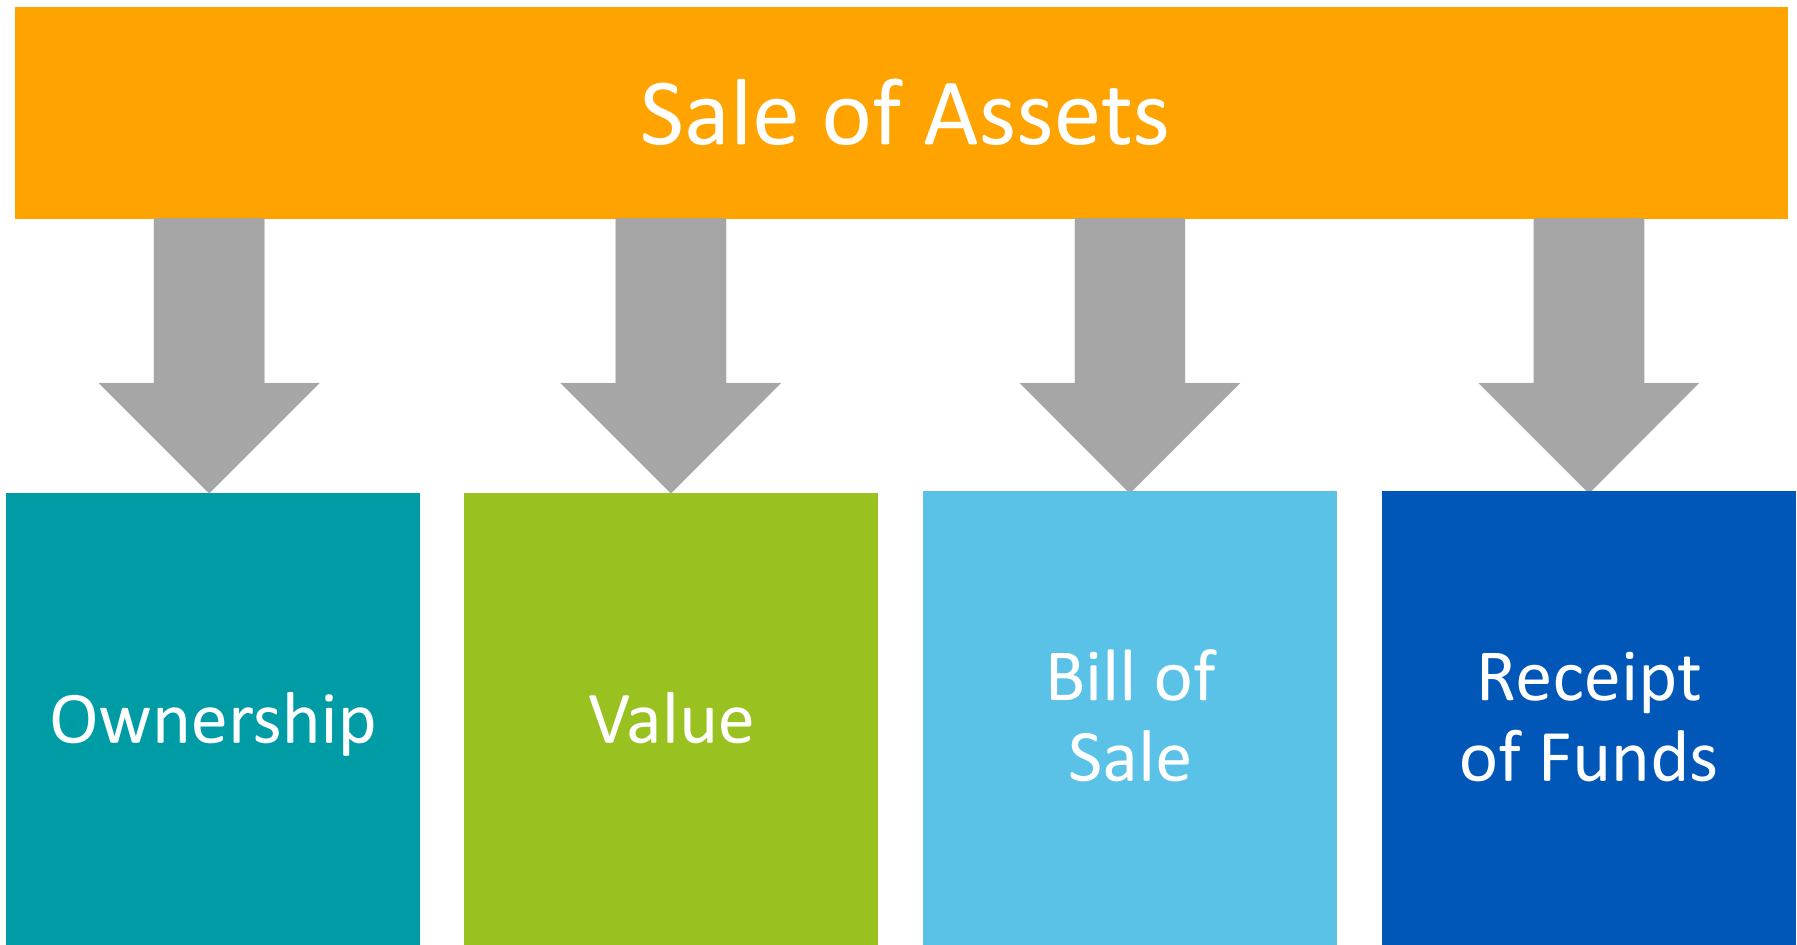 Sale of Assets
Ownership
Value
Bill of
Sale
Receipt
of Funds